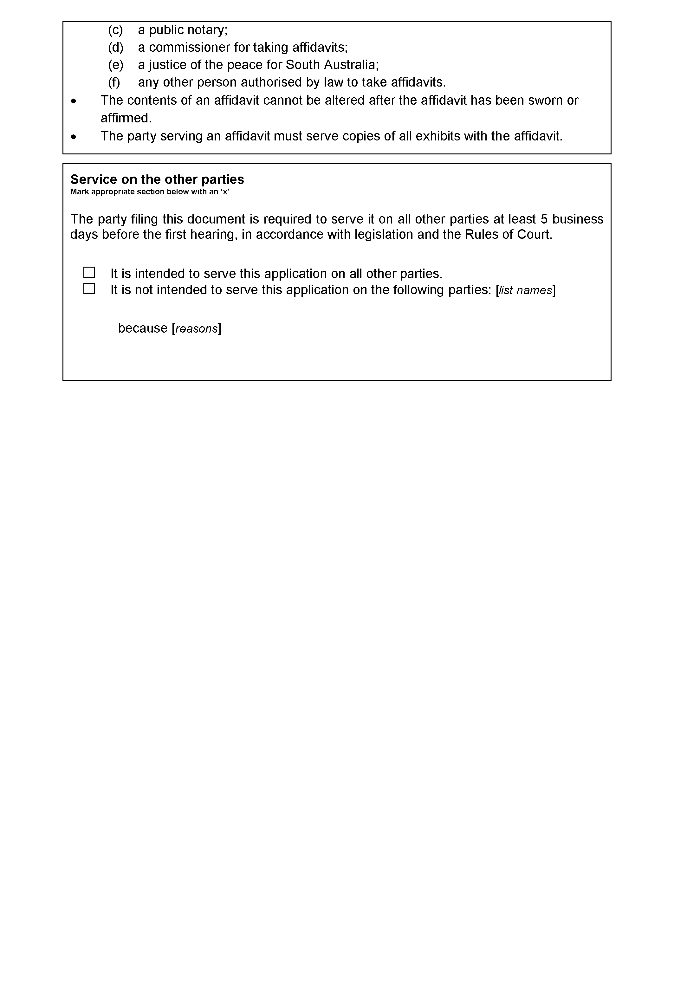 (c) a public notary;
(d) a commissioner for taking affidavits;
(e) a justice of the peace for South Australia;
(f) any other person authorised by law to take affidavits.
• The contents of an affidavit cannot be altered after the affidavit has been sworn or
affirmed.
• The party serving an affidavit must serve copies of all exhibits with the affidavit.
Service on the other parties
Mark appropriate section below with an ‘x’
The party filing this document is required to serve it on all other parties at least 5 business
days before the first hearing, in accordance with legislation and the Rules of Court.
☐ It is intended to serve this application on all other parties.
☐ It is not intended to serve this application on the following parties: [list names]
because [reasons]